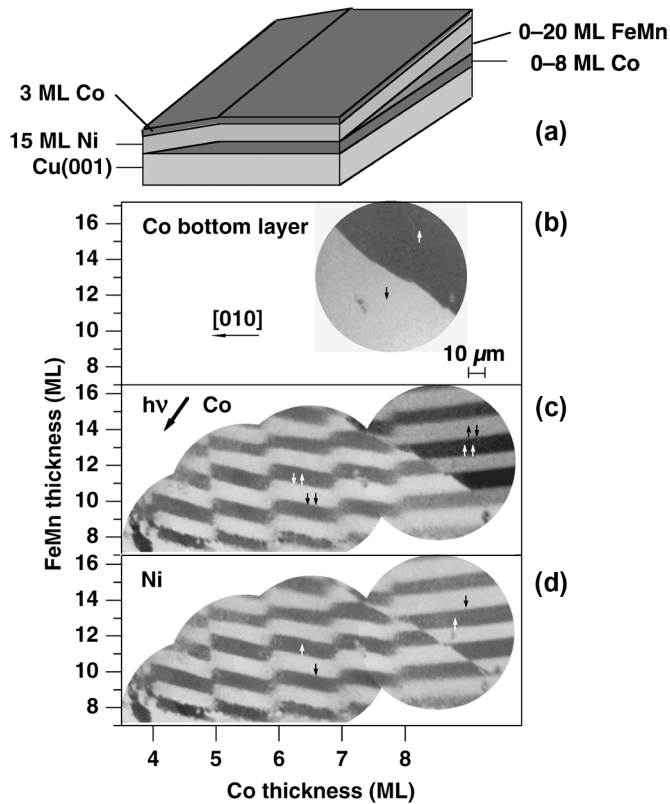 0–20 ML FeMn
0–8 ML Co
3 ML Co
15 ML Ni
Cu(001)
(a)
16
14
12
10
8
Co bottom layer
[010]
10 µm
(b)
FeMn thickness (ML)
16
14
12
10
8
hν
Co
(c)
16
14
12
10
8
Ni
(d)
4 5 6 7 8
Co thickness (ML)